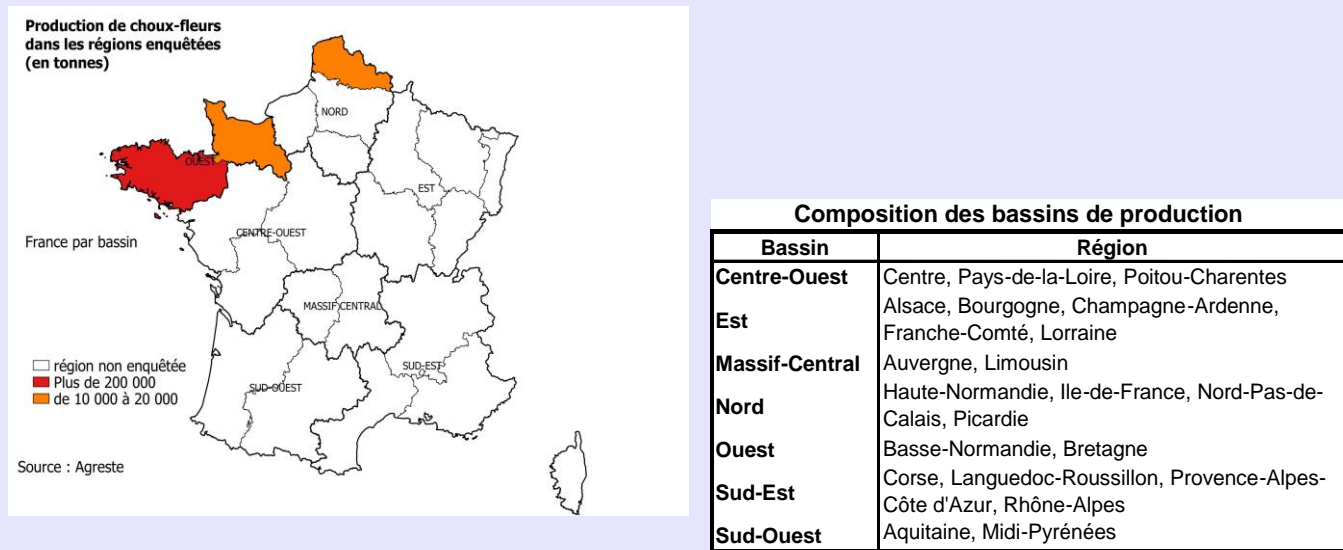 Production de choux-fleurs
dans les régions enquêtées
(en tonnes)
NORD
OUEST
EST
CENTRE-OUEST
France par bassin
MASSIF CENTRAL
SUD-EST
SUD-OUEST
région non enquêtée
Plus de 200 000
de 10 000 à 20 000
Source : Agreste
Composition des bassins de production
Bassin Région
Centre-Ouest Centre, Pays-de-la-Loire, Poitou-Charentes
Est Alsace, Bourgogne, Champagne-Ardenne,
Franche-Comté, Lorraine
Massif-Central Auvergne, Limousin
Nord Haute-Normandie, Ile-de-France, Nord-Pas-de-
Calais, Picardie
Ouest Basse-Normandie, Bretagne
Sud-Est Corse, Languedoc-Roussillon, Provence-Alpes-
Côte d'Azur, Rhône-Alpes
Sud-Ouest Aquitaine, Midi-Pyrénées